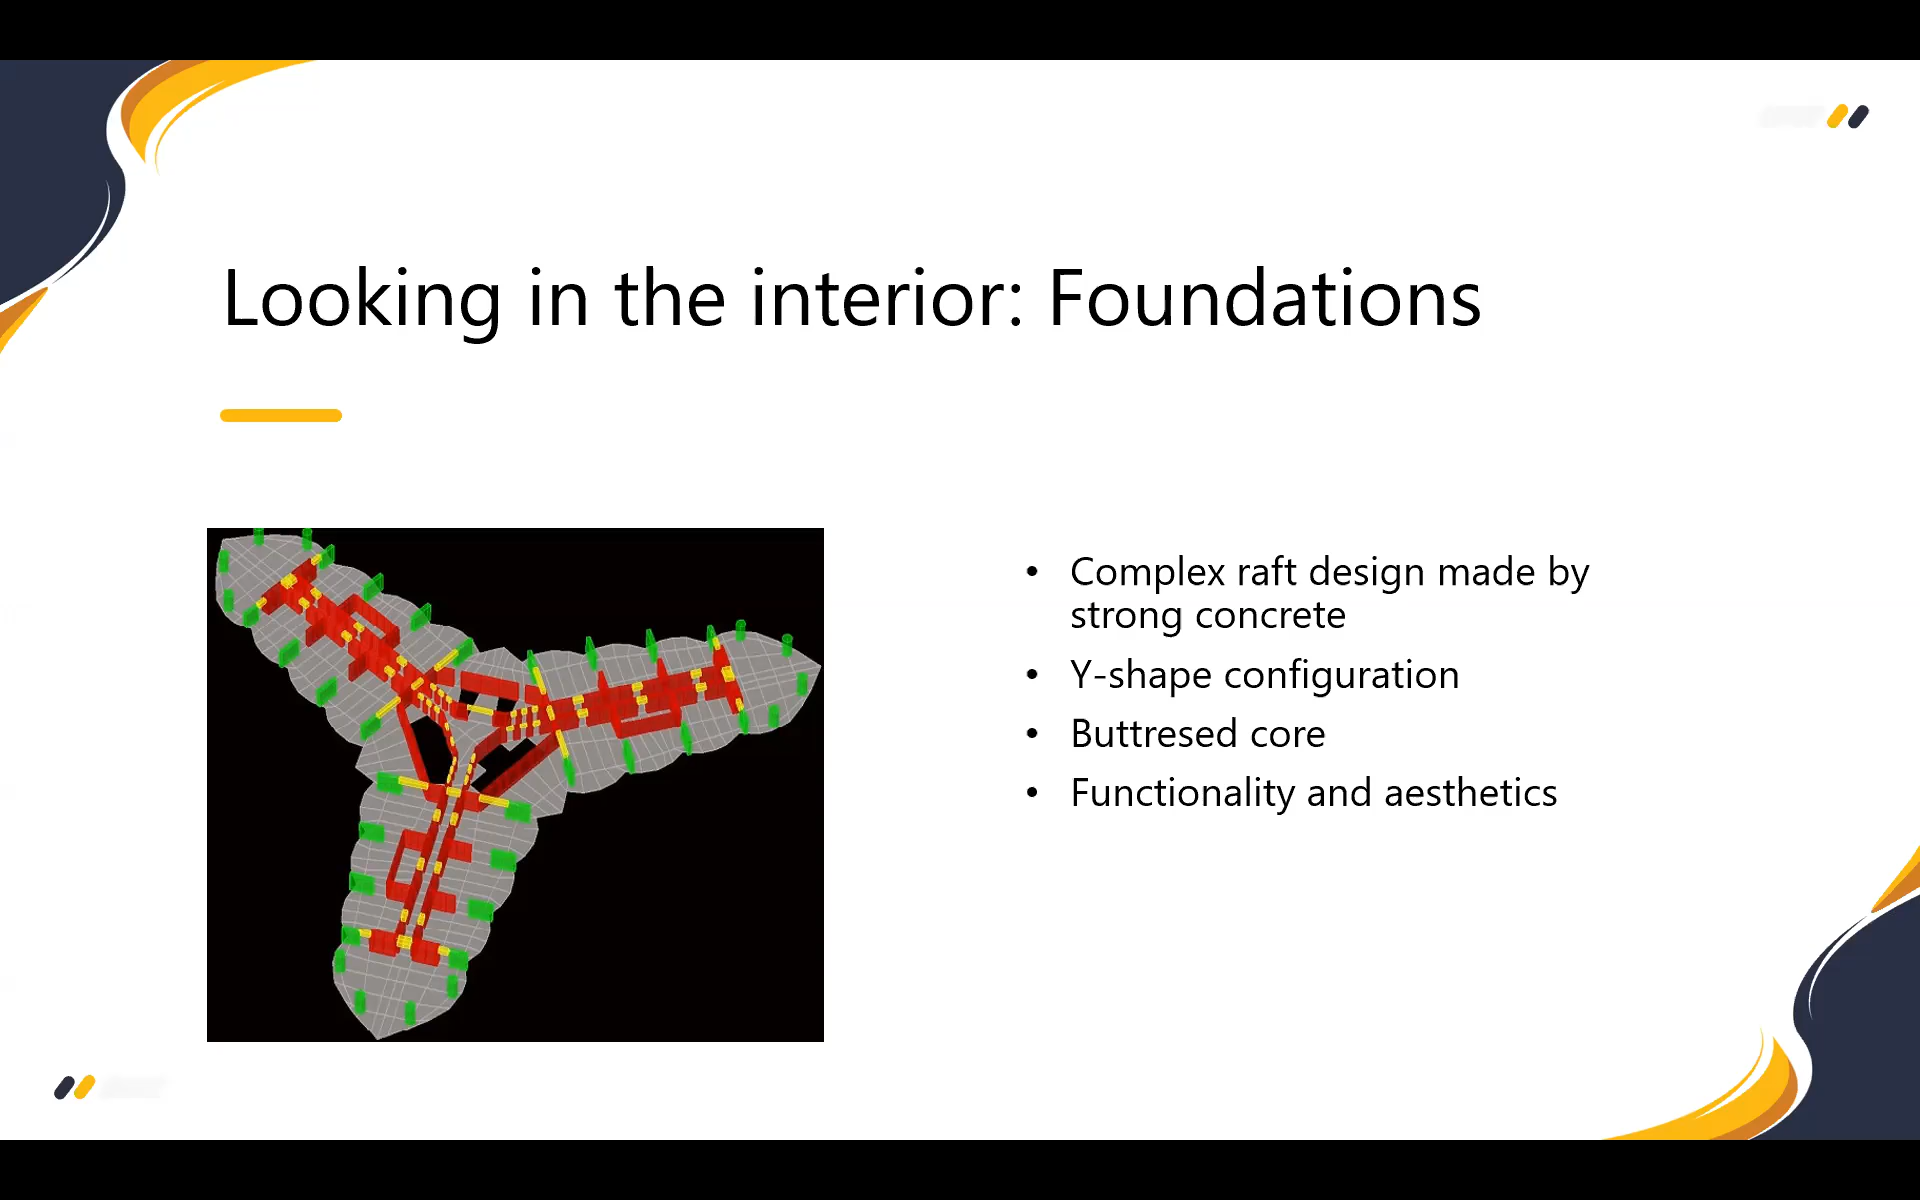 Looking in the interior: Foundations
• Complex raft design made by
strong concrete
• Y-shape configuration
• Buttresed core
• Functionality and aesthetics